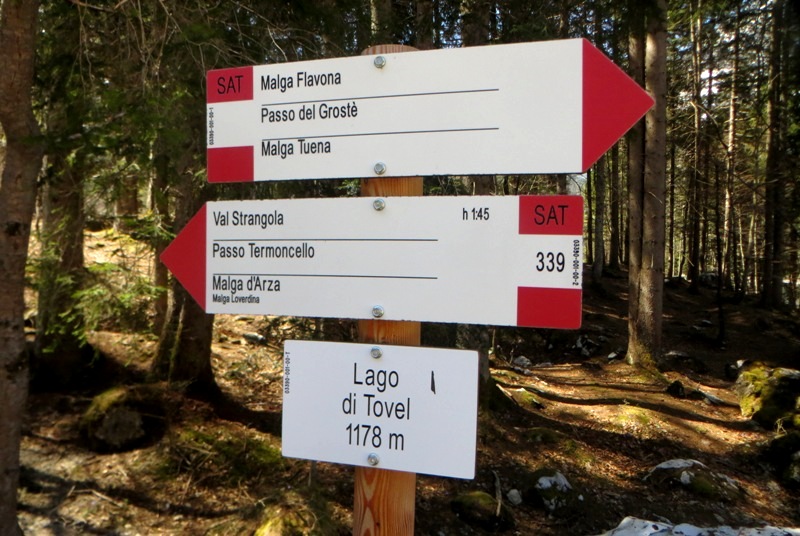 SAT
Malga Flavona
Passo del Grostè
Malga Tuena
Val Strangola h 1:45
SAT
Passo Termoncello
339
Malga d'Arza
Malga Loverdina
Lago
di Tovel
1178 m